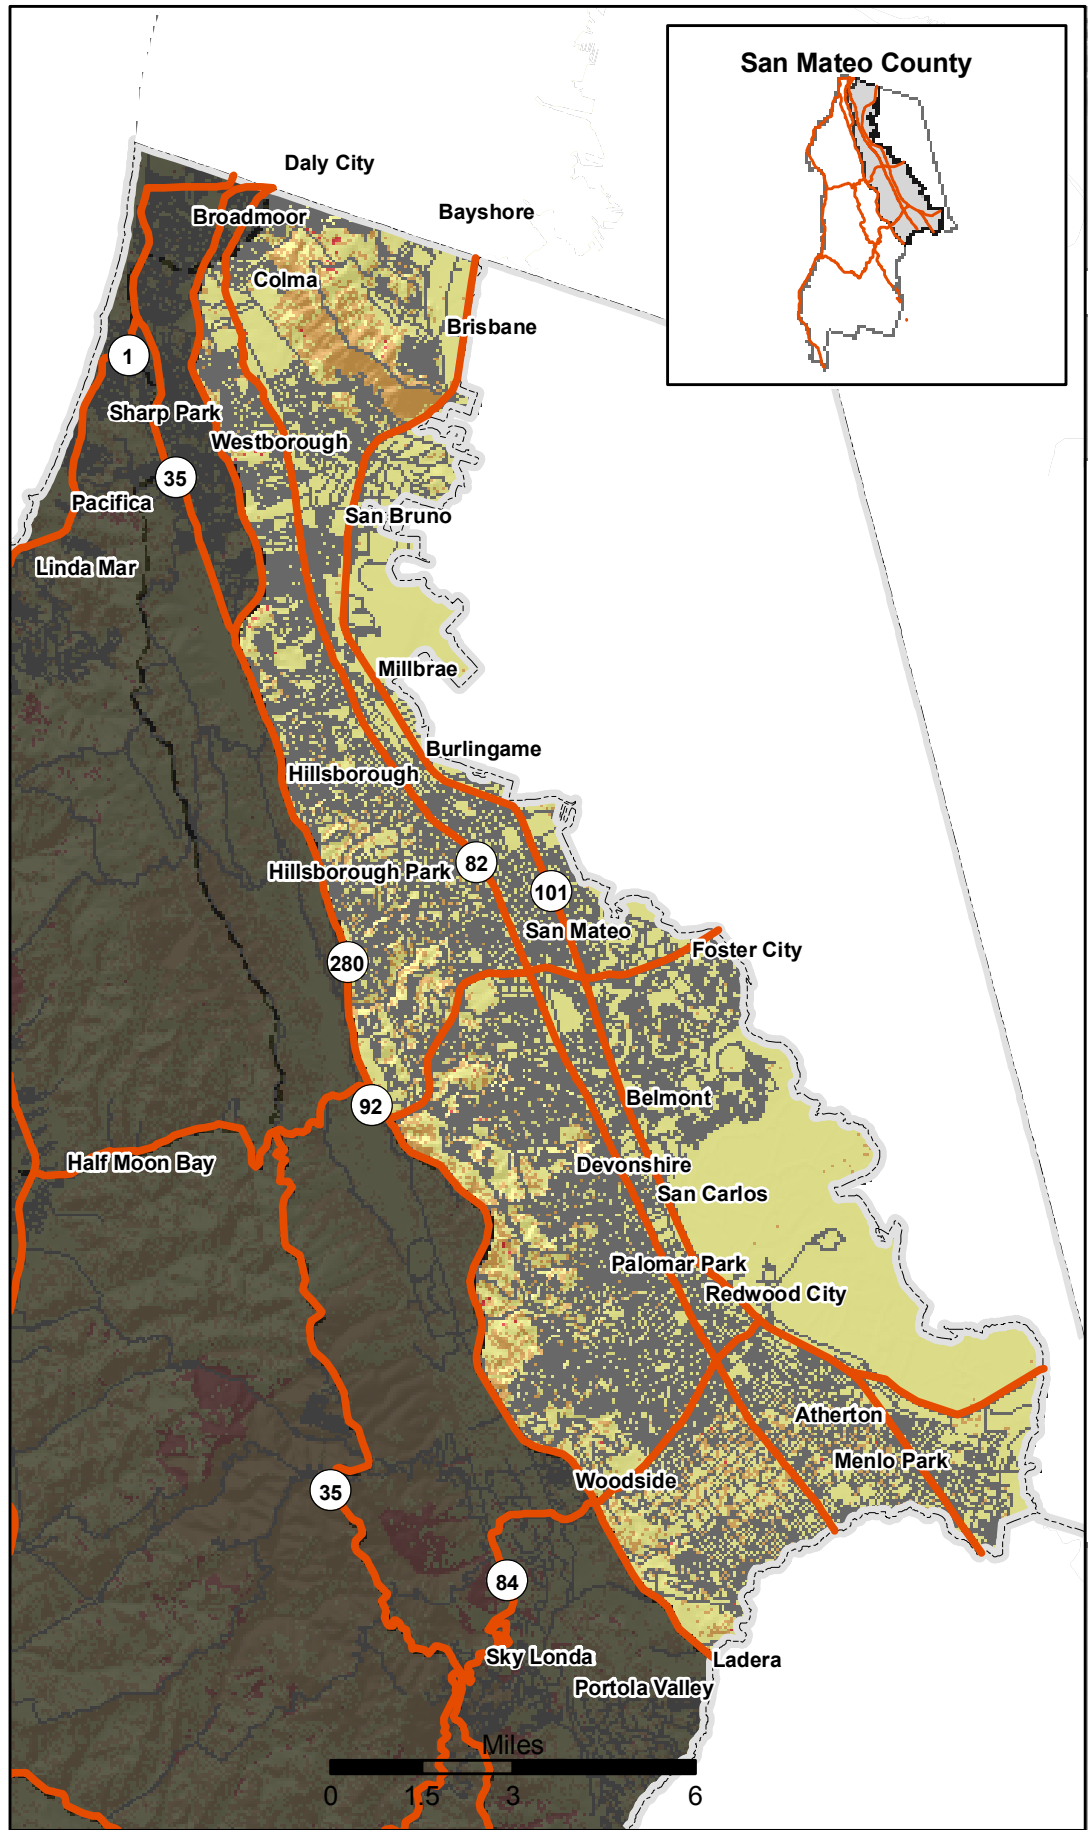 San Mateo County
Daly City
Broadmoor
Bayshore
Colma
Brisbane
1
Sharp Park
Westborough
35
Pacifica
San Bruno
Linda Mar
Millbrae
Burlingame
Hillsborough
Hillsborough Park
82
101
San Mateo
Foster City
280
Belmont
92
Half Moon Bay
Devonshire
San Carlos
Palomar Park
Redwood City
Atherton
Menlo Park
Woodside
35
84
Sky Londa
Ladera
Portola Valley
Miles
0 1.5 3 6